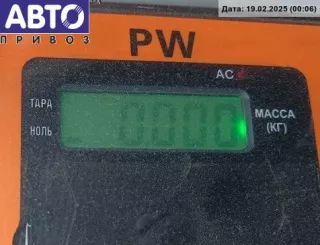 АВТО
ПРИВОЗ
Дата: 19.02.2025 (00:06)
PW
AC
ТАРА
НОЛЬ
0000
МАССА
(КГ)